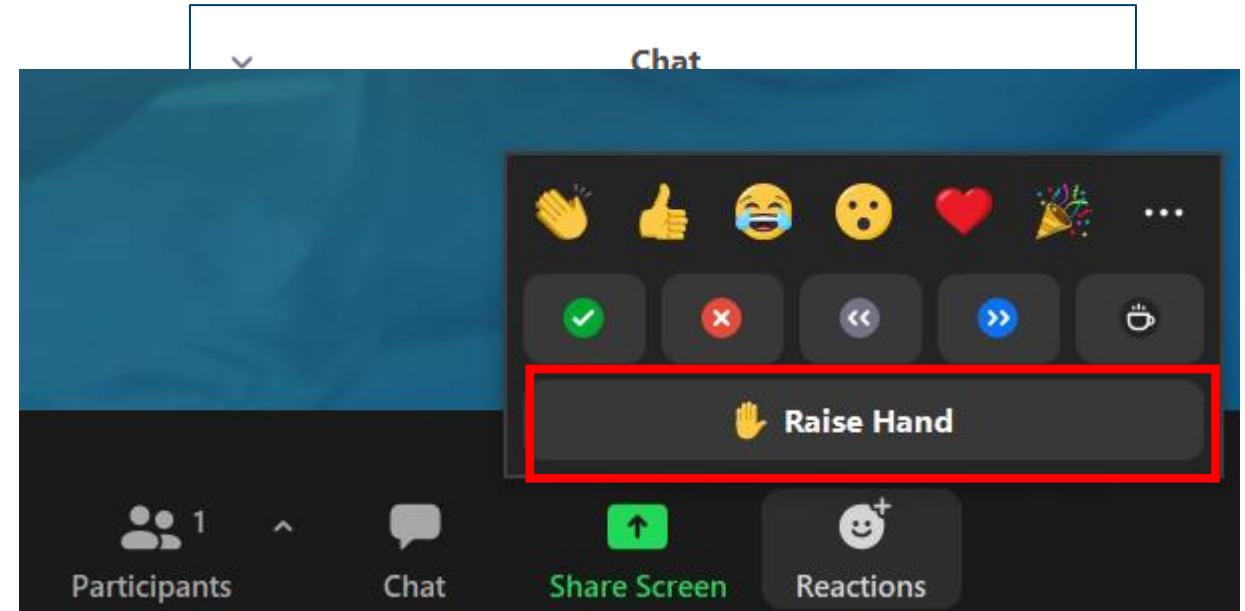 Chat
Raise Hand
1
Participants
Chat
Share Screen
Reactions